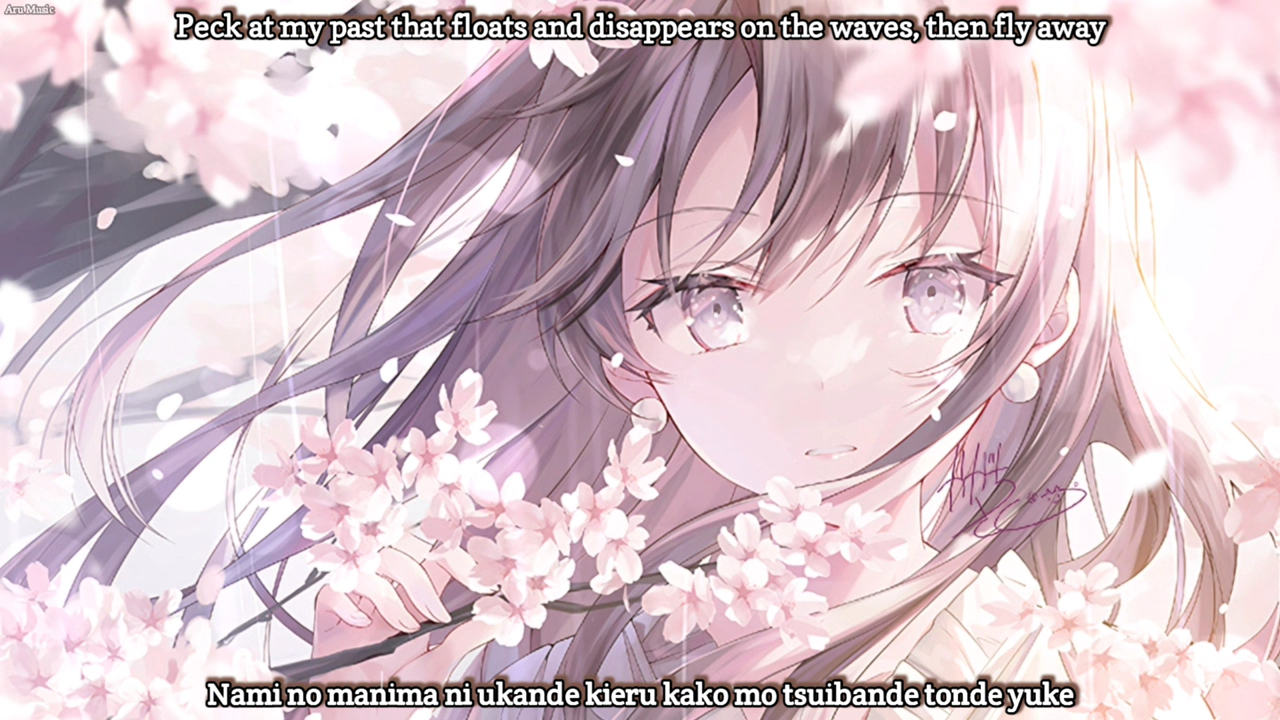 Aru Music
Peck at my past that floats and disappears on the waves, then fly away
Nami no manima ni ukande kieru kako mo tsuibande tonde yuke